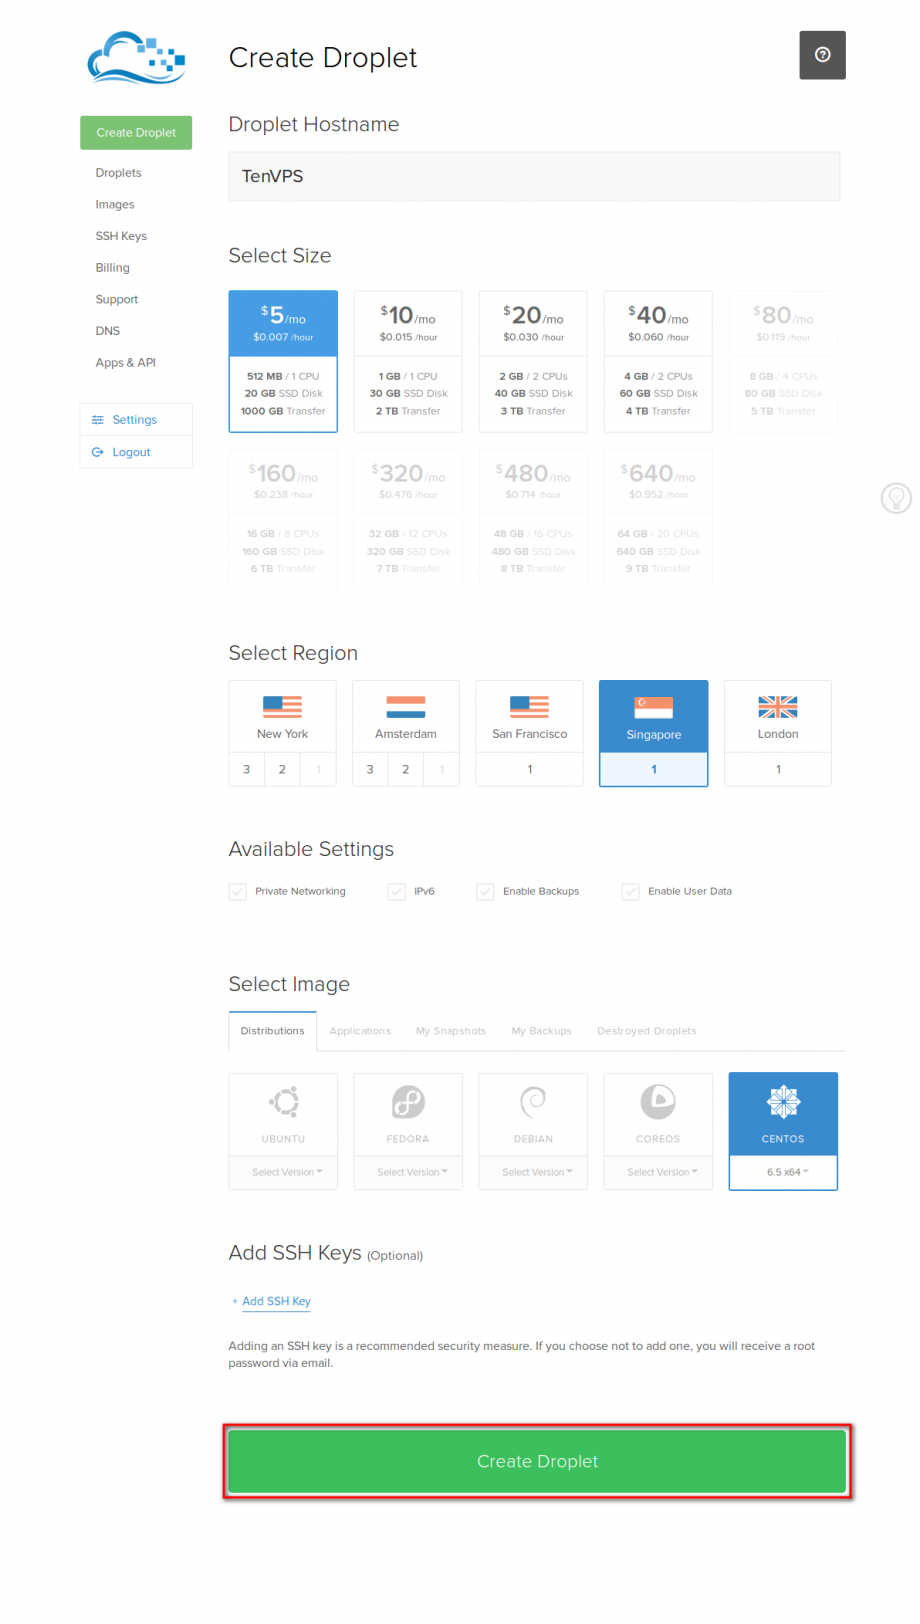 Create Droplet
Create Droplet
Droplets
Images
SSH Keys
Billing
Support
DNS
Apps & API
Settings
Logout
Droplet Hostname
TenVPS
Select Size
$5/mo
$0.007 /hour
512 MB / 1 CPU
20 GB SSD Disk
1000 GB Transfer
$10/mo
$0.015 /hour
1 GB / 1 CPU
30 GB SSD Disk
2 TB Transfer
$20/mo
$0.030 /hour
2 GB / 2 CPUs
40 GB SSD Disk
3 TB Transfer
$40/mo
$0.060 /hour
4 GB / 2 CPUs
60 GB SSD Disk
4 TB Transfer
$80/mo
$0.119 /hour
8 GB / 4 CPUs
80 GB SSD Disk
5 TB Transfer
$160/mo
$0.238 /hour
16 GB / 8 CPUs
160 GB SSD Disk
6 TB Transfer
$320/mo
$0.476 /hour
32 GB / 12 CPUs
320 GB SSD Disk
7 TB Transfer
$480/mo
$0.714 /hour
48 GB / 16 CPUs
480 GB SSD Disk
8 TB Transfer
$640/mo
$0.952 /hour
64 GB / 20 CPUs
640 GB SSD Disk
9 TB Transfer
Select Region
New York
3 2 1
Amsterdam
3 2 1
San Francisco
1
Singapore
1
London
1
Available Settings
Private Networking
IPv6
Enable Backups
Enable User Data
Select Image
Distributions
Applications
My Snapshots
My Backups
Destroyed Droplets
UBUNTU
Select Version
FEDORA
Select Version
DEBIAN
Select Version
COREOS
Select Version
CENTOS
6.5 x64
Add SSH Keys (Optional)
+ Add SSH Key
Adding an SSH key is a recommended security measure. If you choose not to add one, you will receive a root
password via email.
Create Droplet